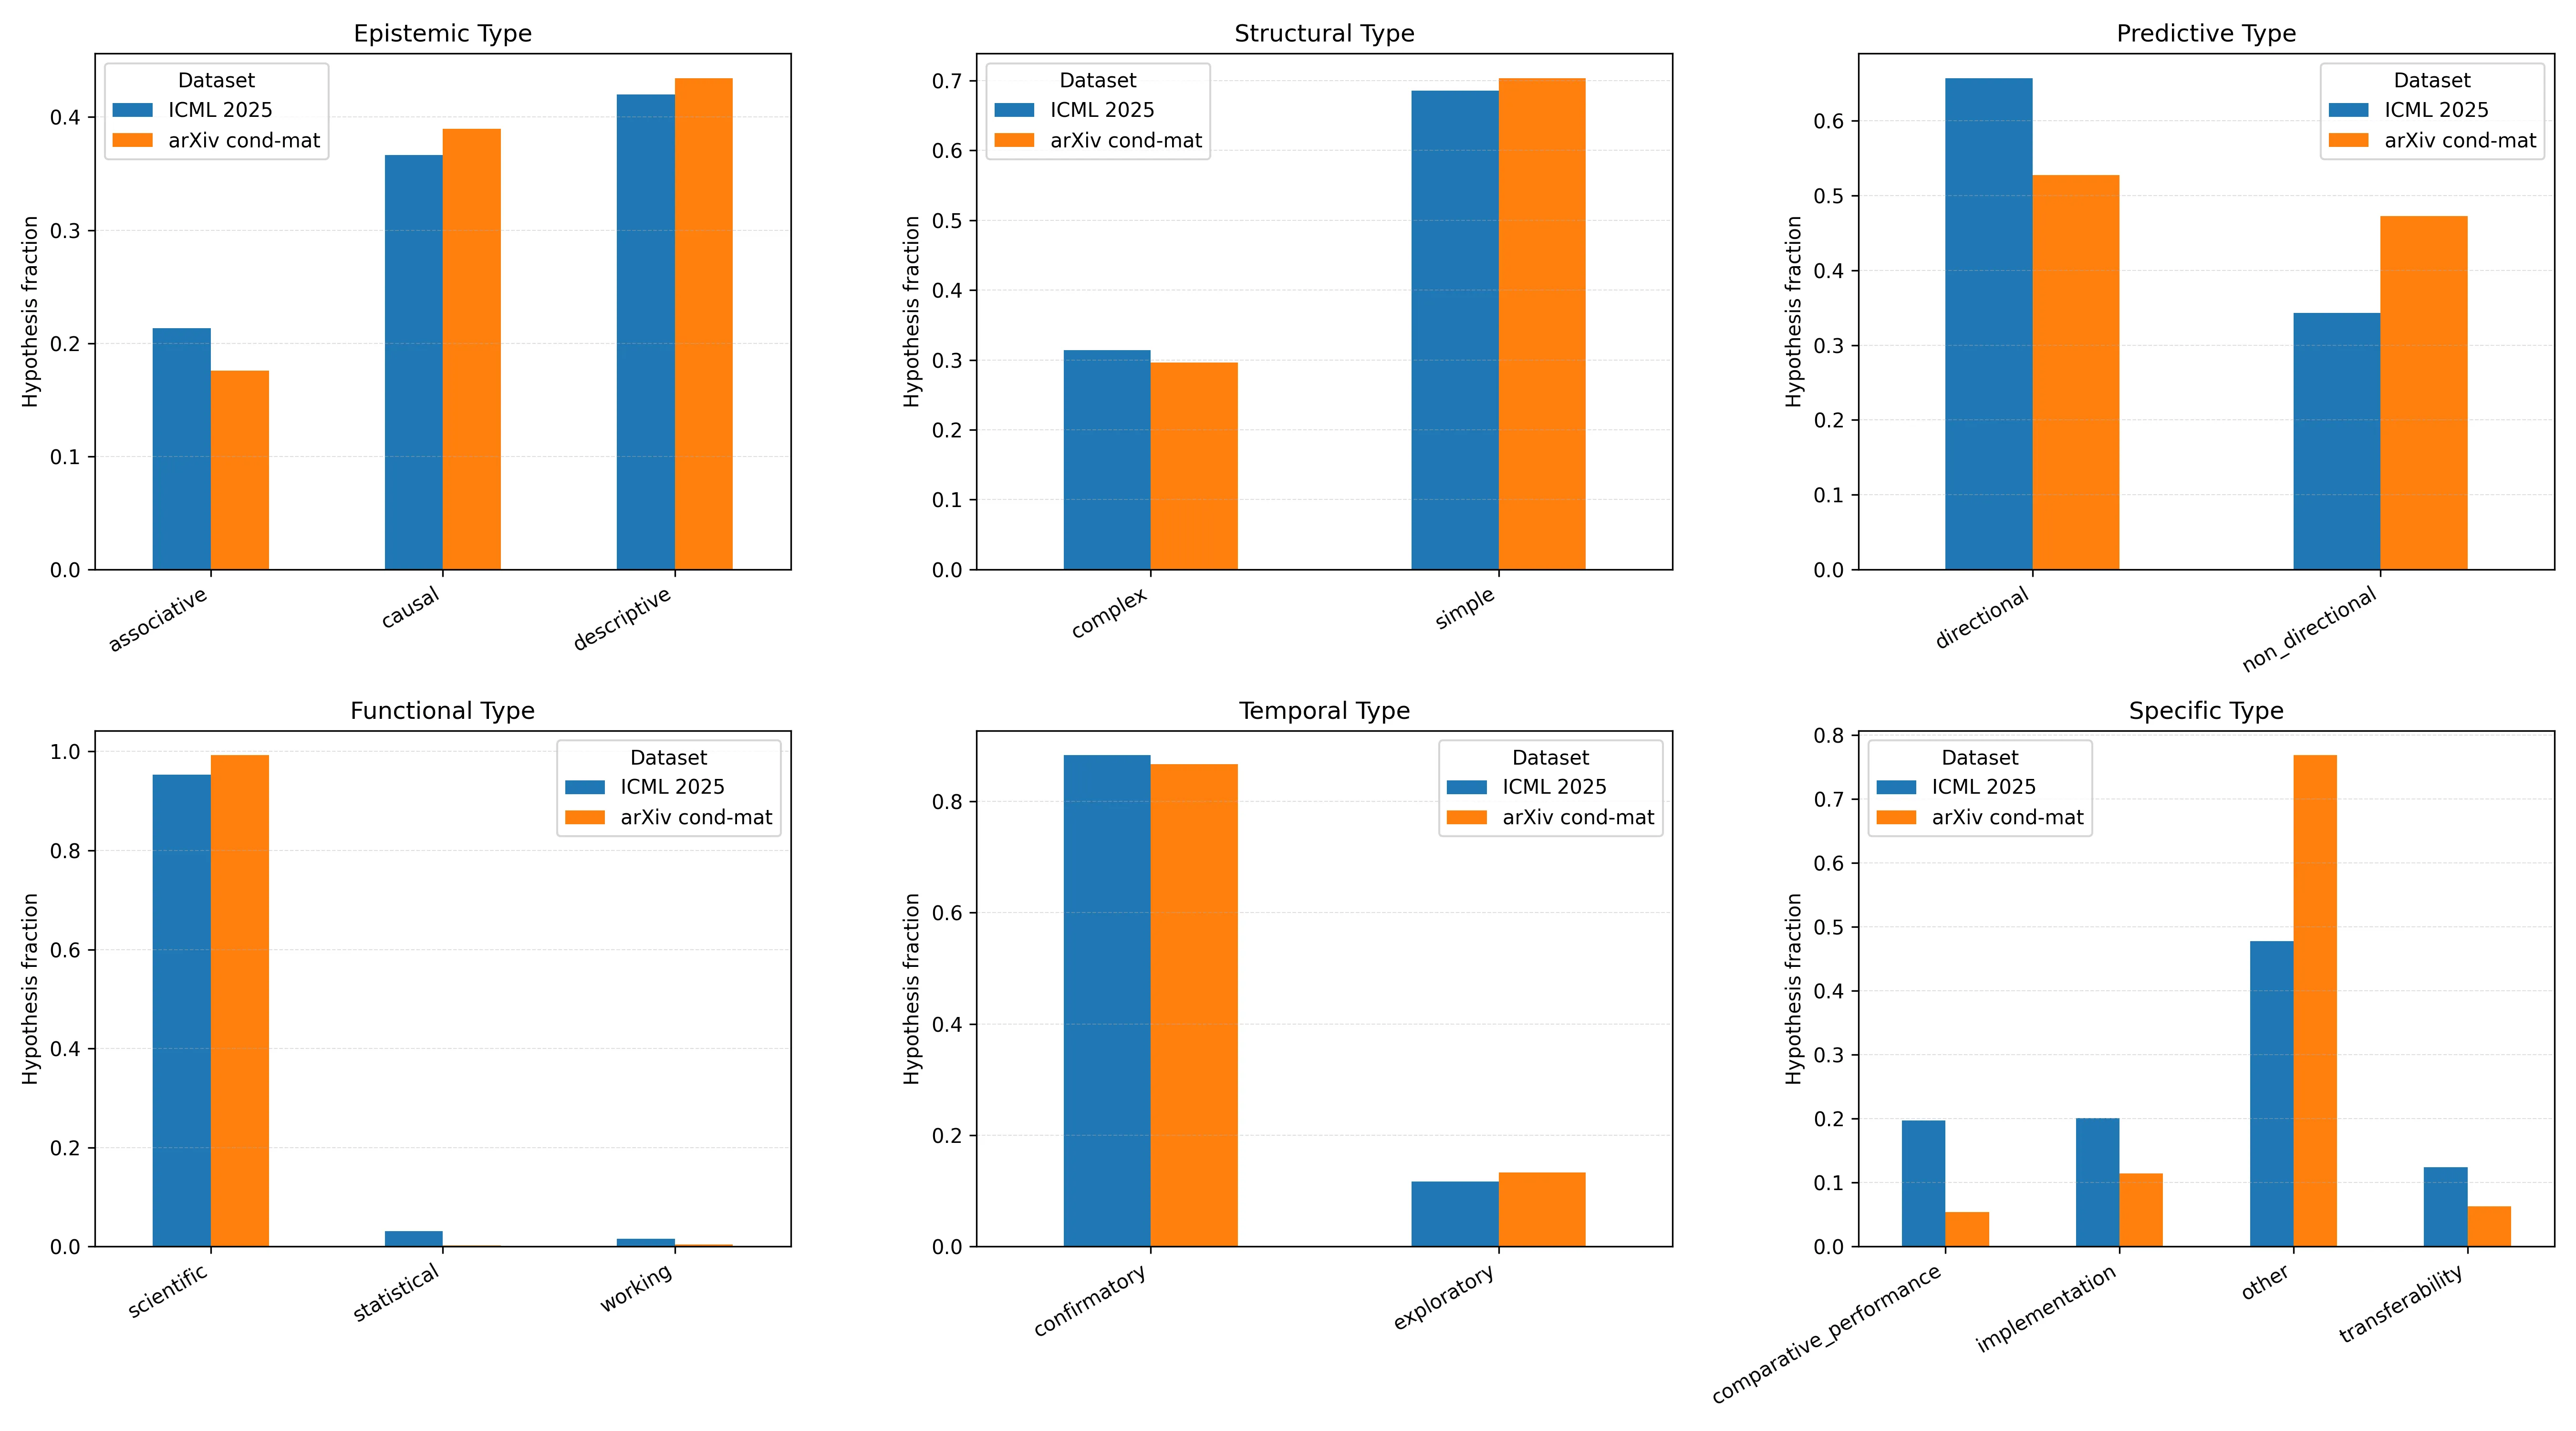 Epistemic Type
Hypothesis fraction
0.4
0.3
0.2
0.1
0.0
Dataset
ICML 2025
arXiv cond-mat
associative
causal
descriptive
Structural Type
Hypothesis fraction
0.7
0.6
0.5
0.4
0.3
0.2
0.1
0.0
Dataset
ICML 2025
arXiv cond-mat
complex
simple
Predictive Type
Hypothesis fraction
0.6
0.5
0.4
0.3
0.2
0.1
0.0
Dataset
ICML 2025
arXiv cond-mat
directional
non_directional
Functional Type
Hypothesis fraction
1.0
0.8
0.6
0.4
0.2
0.0
Dataset
ICML 2025
arXiv cond-mat
scientific
statistical
working
Temporal Type
Hypothesis fraction
0.8
0.6
0.4
0.2
0.0
Dataset
ICML 2025
arXiv cond-mat
confirmatory
exploratory
Specific Type
Hypothesis fraction
0.8
0.7
0.6
0.5
0.4
0.3
0.2
0.1
0.0
Dataset
ICML 2025
arXiv cond-mat
comparative_performance
implementation
other
transferability